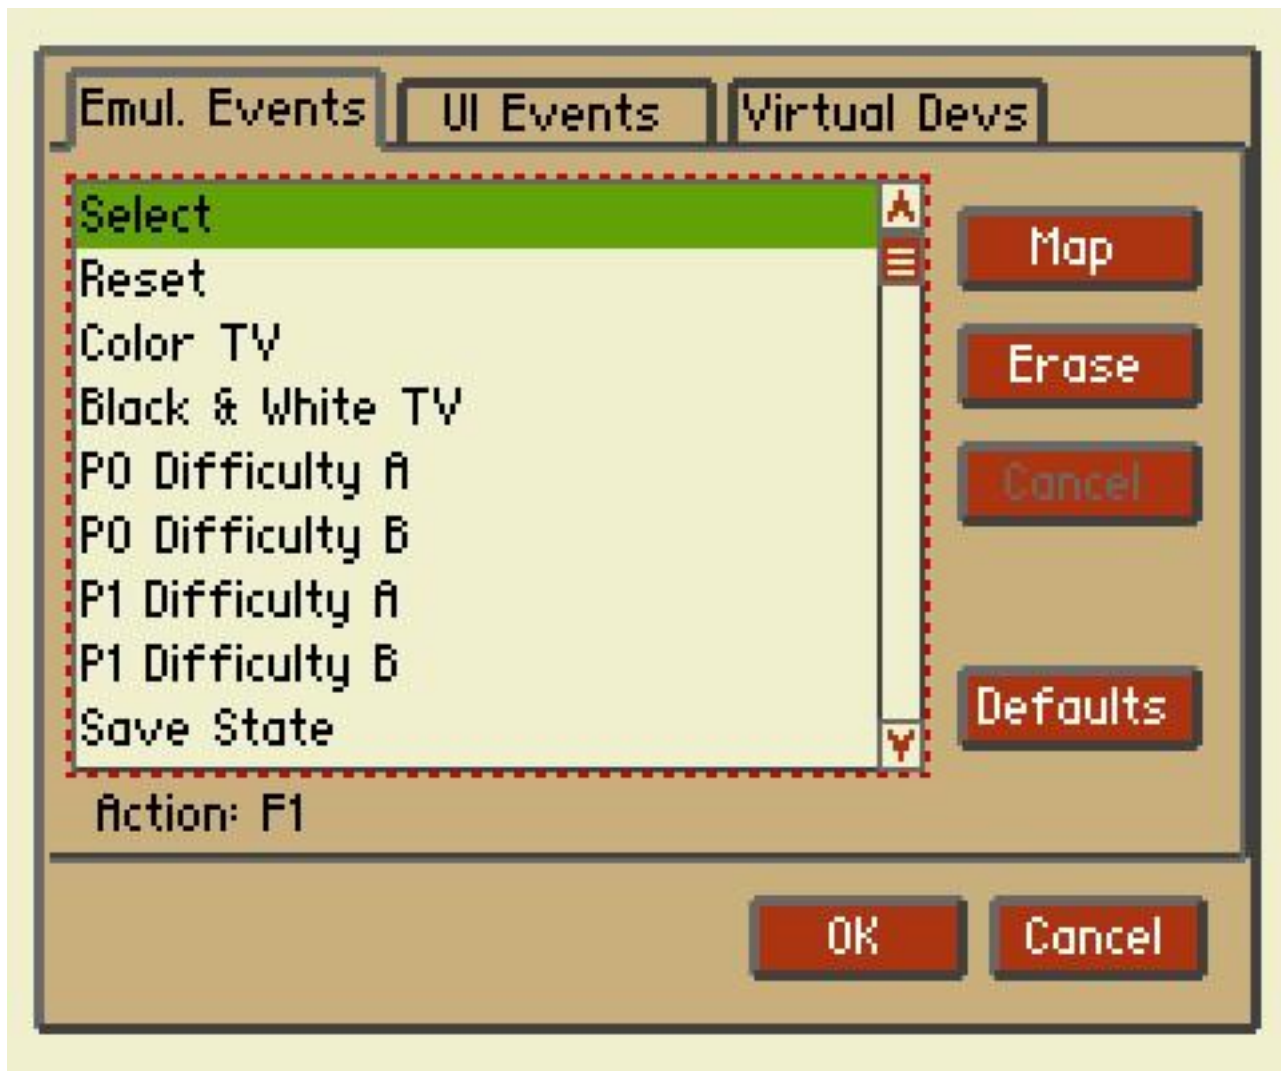 Emul. Events UI Events Virtual Devs
Select
Reset
Color TV
Black & White TV
P0 Difficulty A
P0 Difficulty B
P1 Difficulty A
P1 Difficulty B
Save State
Map
Erase
Cancel
Defaults
Action: F1
OK Cancel